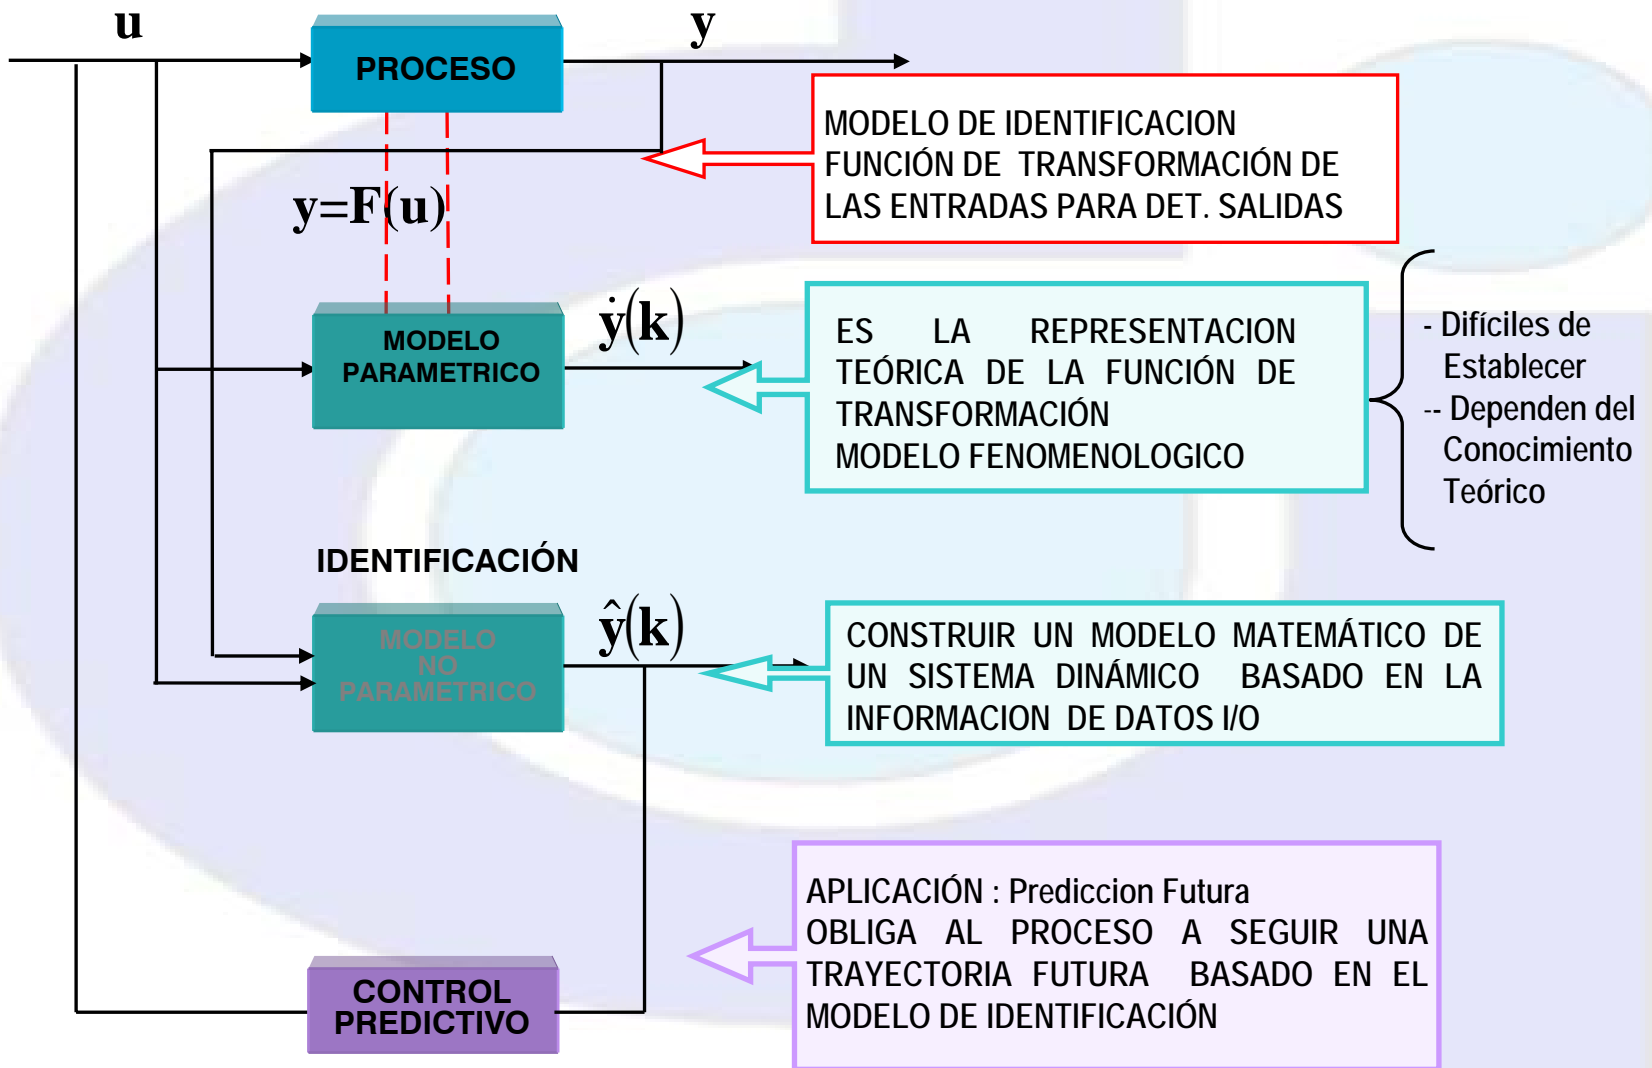 u
y
PROCESO
MODELO DE IDENTIFICACION
FUNCIÓN DE TRANSFORMACIÓN DE
LAS ENTRADAS PARA DET. SALIDAS
y=F(u)
MODELO
PARAMETRICO
ẏ(k)
ES LA REPRESENTACION
TEÓRICA DE LA FUNCIÓN DE
TRANSFORMACIÓN
MODELO FENOMENOLOGICO
- Difíciles de
Establecer
-- Dependen del
Conocimiento
Teórico
IDENTIFICACIÓN
MODELO
NO
PARAMETRICO
ŷ(k)
CONSTRUIR UN MODELO MATEMÁTICO DE
UN SISTEMA DINÁMICO BASADO EN LA
INFORMACION DE DATOS I/O
APLICACIÓN : Prediccion Futura
OBLIGA AL PROCESO A SEGUIR UNA
TRAYECTORIA FUTURA BASADO EN EL
MODELO DE IDENTIFICACIÓN
CONTROL
PREDICTIVO